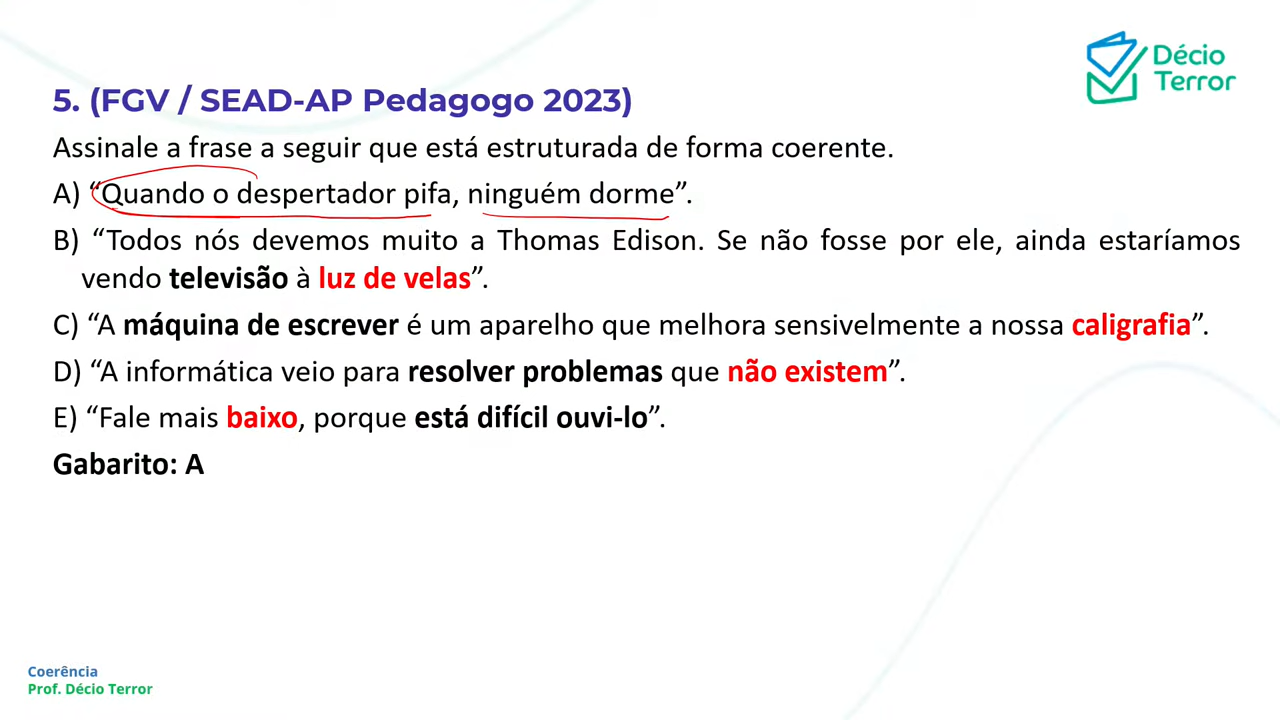 Décio
Terror
5. (FGV / SEAD-AP Pedagogo 2023)
Assinale a frase a seguir que está estruturada de forma coerente.
A) “Quando o despertador pifa, ninguém dorme”.
B) “Todos nós devemos muito a Thomas Edison. Se não fosse por ele, ainda estaríamos
vendo televisão à luz de velas”.
C) “A máquina de escrever é um aparelho que melhora sensivelmente a nossa caligrafia”.
D) “A informática veio para resolver problemas que não existem”.
E) “Fale mais baixo, porque está difícil ouvi-lo”.
Gabarito: A
Coerência
Prof. Décio Terror